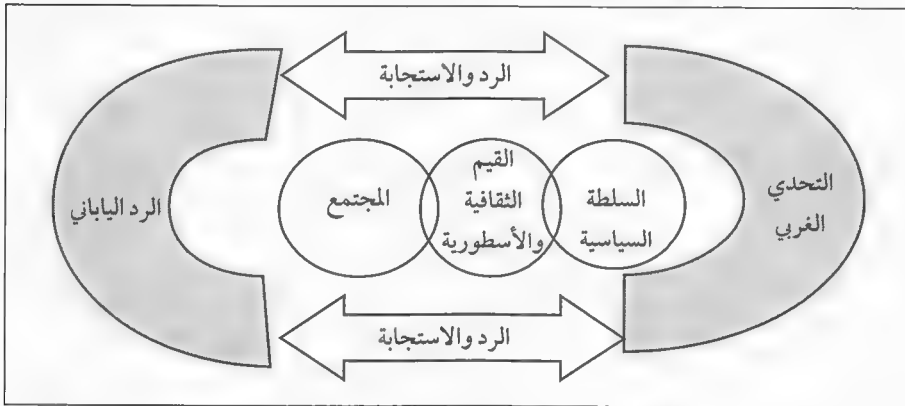 الرد والاستجابة
التحدي
الغربي
السلطة
السياسية
القيم
الثقافية
والأسطورية
المجتمع
الرد الياباني
الرد والاستجابة